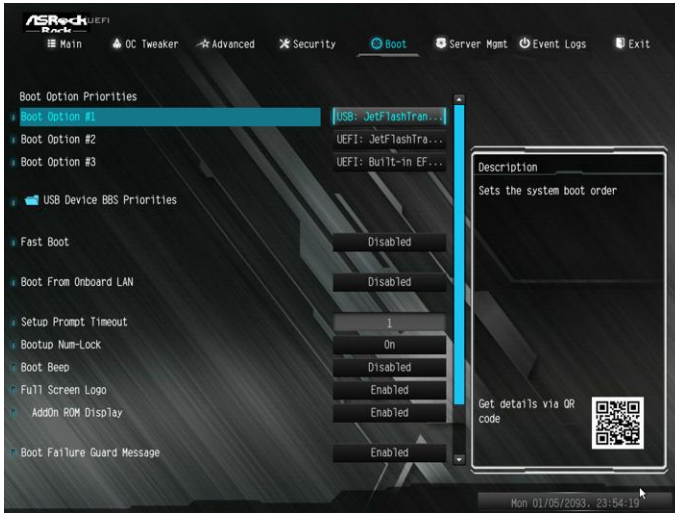 ASRock UEFI
Rack
Main OC Tweaker Advanced Security Boot Server Mgmt Event Logs Exit
Boot Option Priorities
Boot Option #1 USB: JetFlashTran...
Boot Option #2 UEFI: JetFlashTra...
Boot Option #3 UEFI: Built-in EF...
USB Device BBS Priorities
Fast Boot Disabled
Boot From Onboard LAN Disabled
Setup Prompt Timeout 1
Bootup Num-Lock On
Boot Beep Disabled
Full Screen Logo Enabled
AddOn ROM Display Enabled
Boot Failure Guard Message Enabled
Description
Sets the system boot order
Get details via QR
code
Mon 01/05/2093. 23:54:19